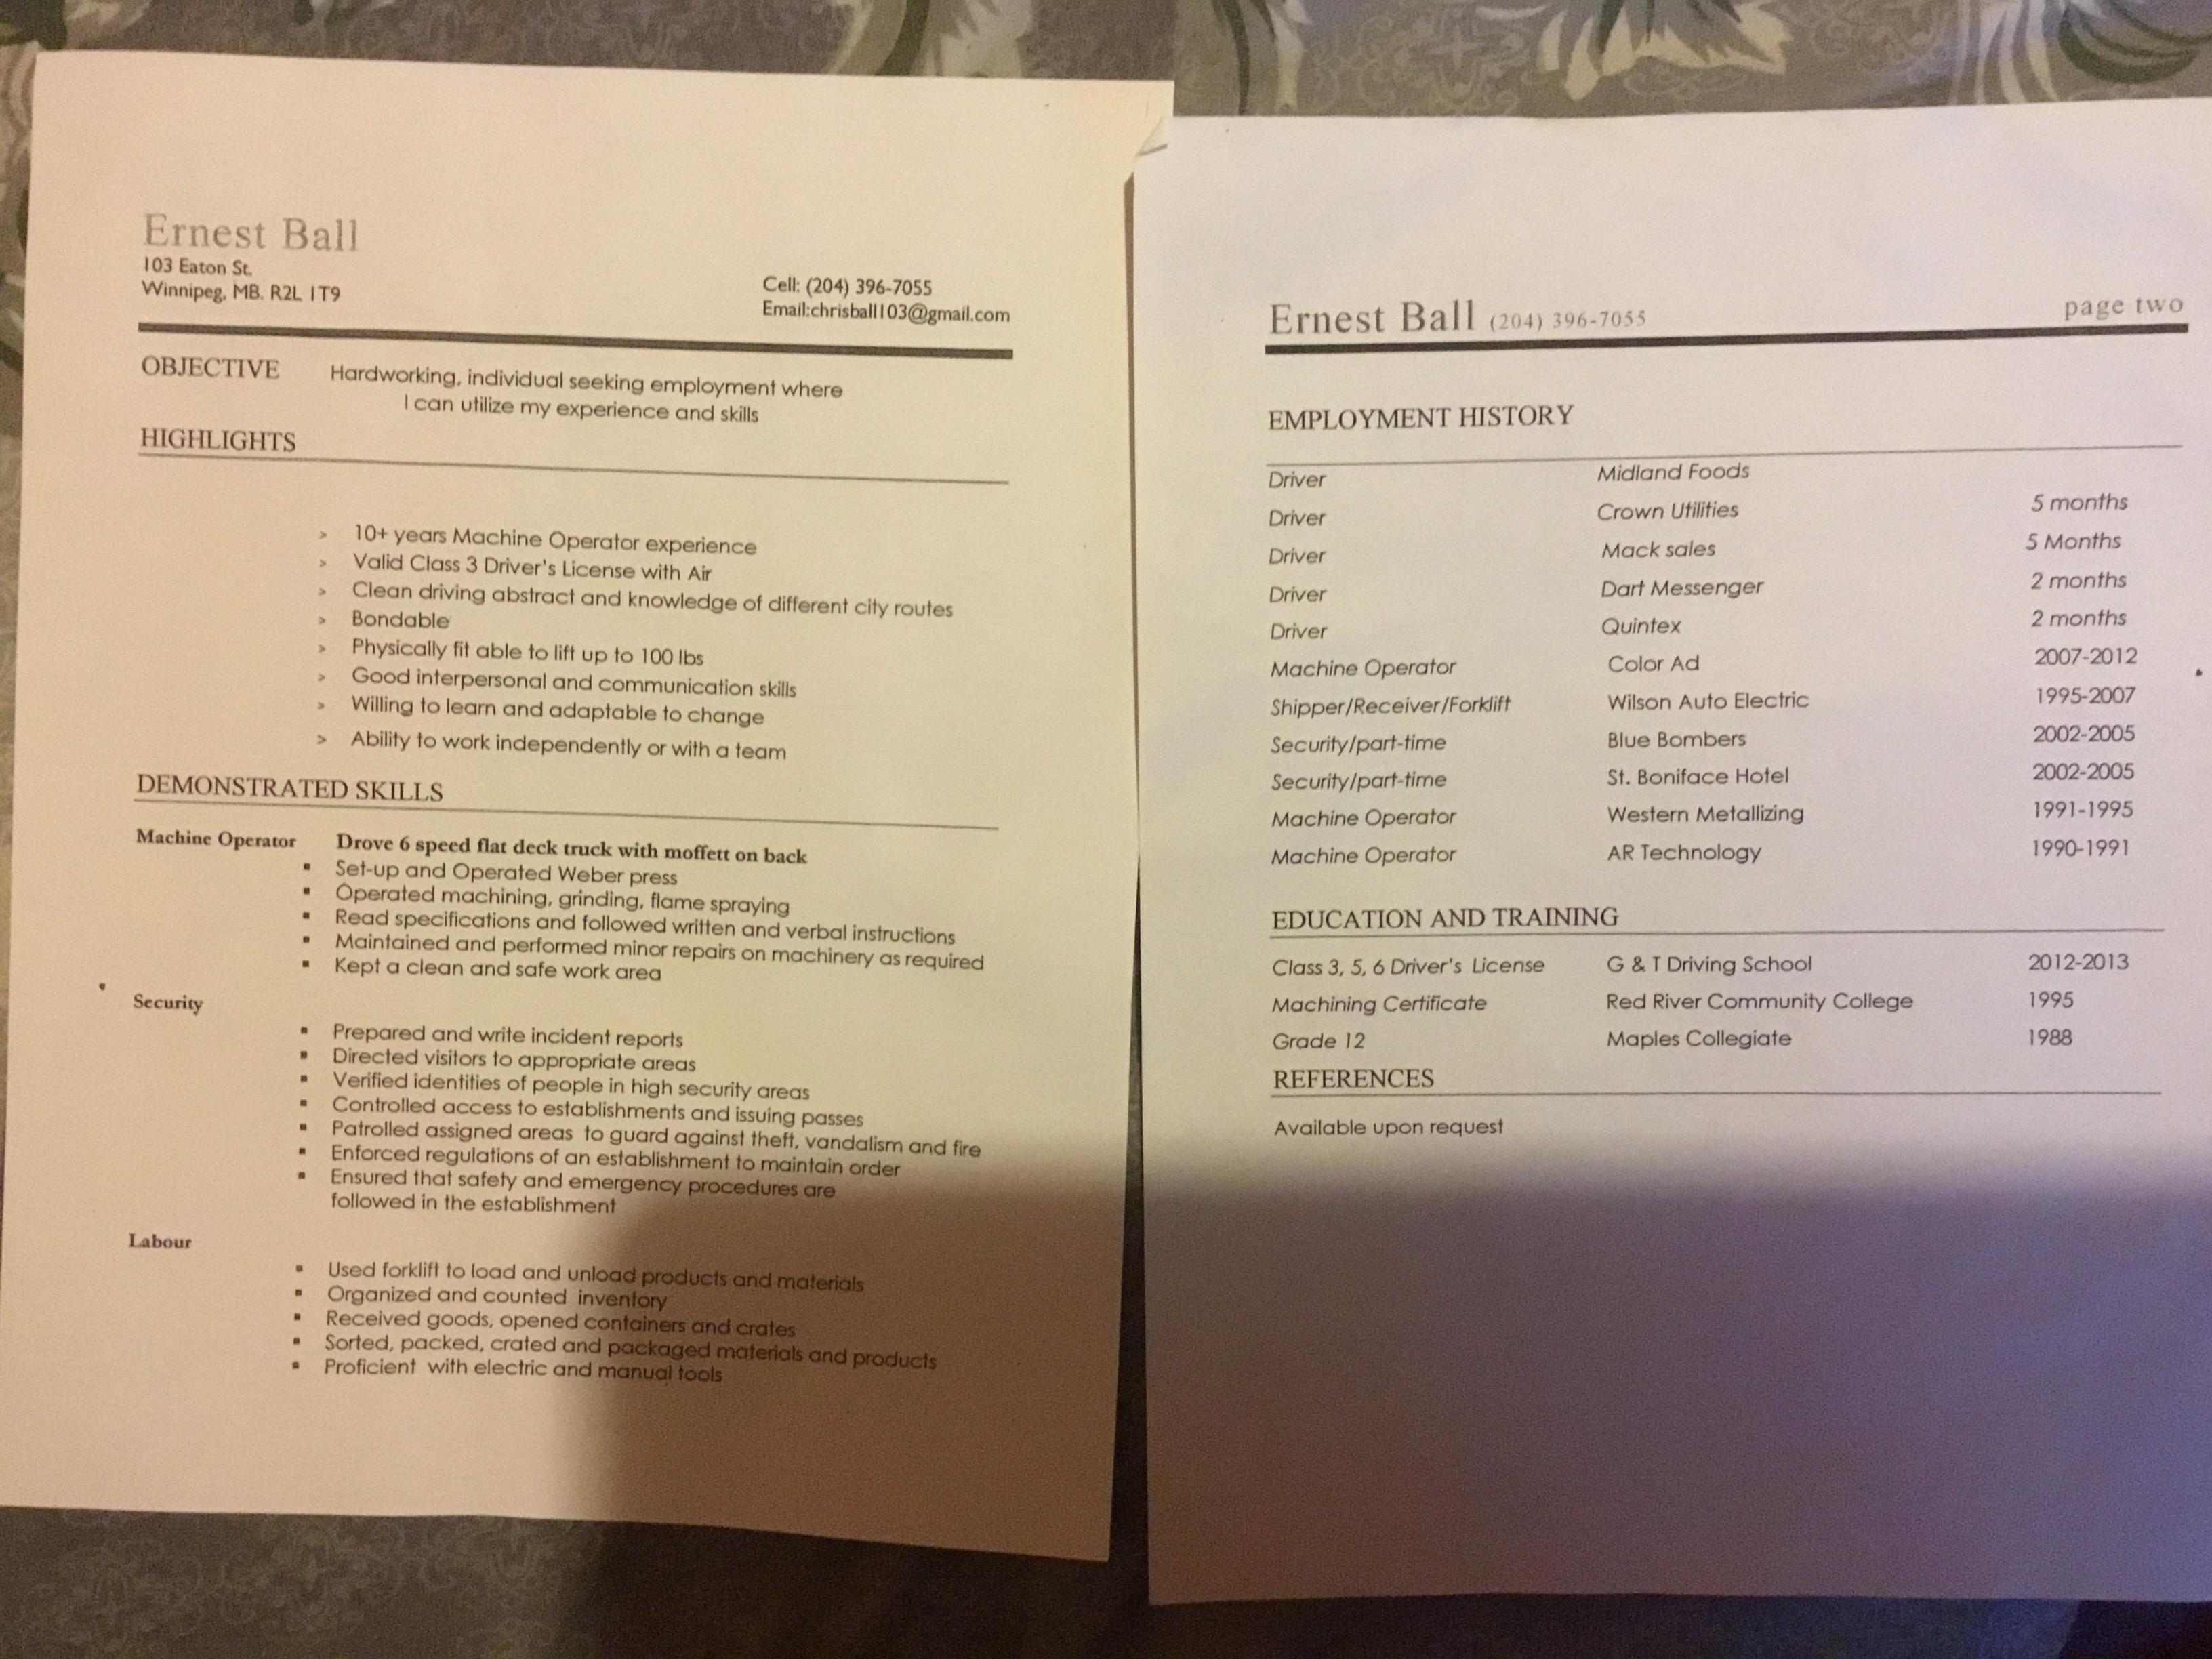 Ernest Ball
103 Eaton St.
Winnipeg, MB. R2L 1T9
Cell: (204) 396-7055
Email:chrisball103@gmail.com
OBJECTIVE Hardworking, individual seeking employment where
I can utilize my experience and skills
HIGHLIGHTS
> 10+ years Machine Operator experience
> Valid Class 3 Driver's License with Air
> Clean driving abstract and knowledge of different city routes
> Bondable
> Physically fit able to lift up to 100 lbs
> Good interpersonal and communication skills
> Willing to learn and adaptable to change
> Ability to work independently or with a team
DEMONSTRATED SKILLS
Machine Operator Drove 6 speed flat deck truck with moffett on back
▪ Set-up and Operated Weber press
▪ Operated machining, grinding, flame spraying
▪ Read specifications and followed written and verbal instructions
▪ Maintained and performed minor repairs on machinery as required
▪ Kept a clean and safe work area
Security
▪ Prepared and write incident reports
▪ Directed visitors to appropriate areas
▪ Verified identities of people in high security areas
▪ Controlled access to establishments and issuing passes
▪ Patrolled assigned areas to guard against theft, vandalism and fire
▪ Enforced regulations of an establishment to maintain order
▪ Ensured that safety and emergency procedures are
followed in the establishment
Labour
▪ Used forklift to load and unload products and materials
▪ Organized and counted inventory
▪ Received goods, opened containers and crates
▪ Sorted, packed, crated and packaged materials and products
▪ Proficient with electric and manual tools
Ernest Ball (204) 396-7055 page two
EMPLOYMENT HISTORY
Driver Midland Foods
Driver Crown Utilities 5 months
Driver Mack sales 5 Months
Driver Dart Messenger 2 months
Driver Quintex 2 months
Machine Operator Color Ad 2007-2012
Shipper/Receiver/Forklift Wilson Auto Electric 1995-2007
Security/part-time Blue Bombers 2002-2005
Security/part-time St. Boniface Hotel 2002-2005
Machine Operator Western Metallizing 1991-1995
Machine Operator AR Technology 1990-1991
EDUCATION AND TRAINING
Class 3, 5, 6 Driver's License G & T Driving School 2012-2013
Machining Certificate Red River Community College 1995
Grade 12 Maples Collegiate 1988
REFERENCES
Available upon request